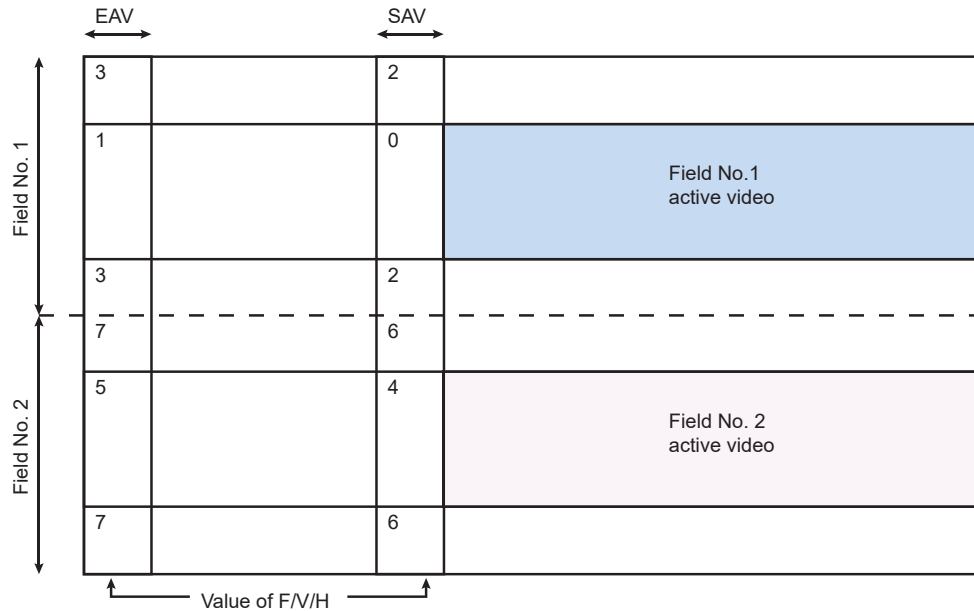 EAV SAV
3 2
1 0
Field No.1
active video
Field No. 1
3 2
7 6
5 4
Field No. 2
active video
Field No. 2
7 6
Value of F/V/H